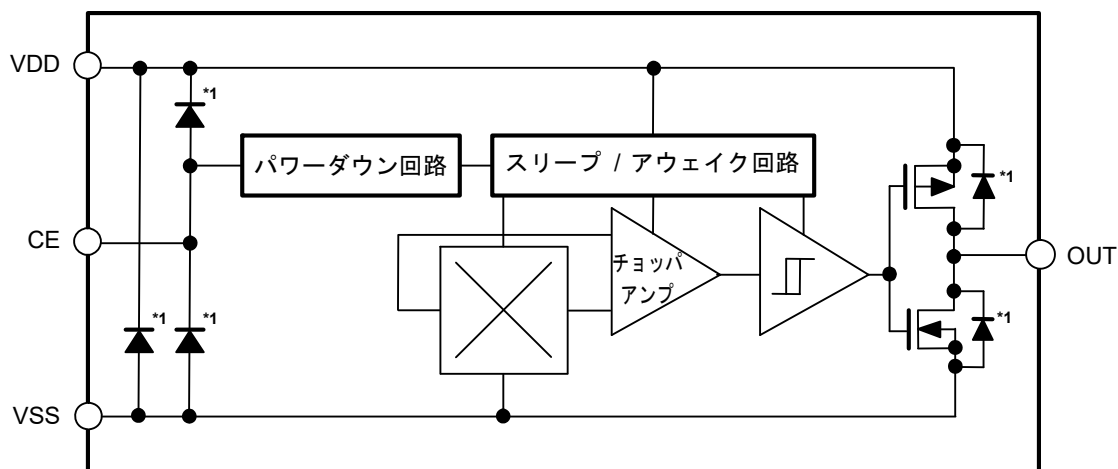 VDD
*1
パワーダウン回路
スリープ / アウェイク回路
*1
CE
チョッパ
アンプ
OUT
*1
*1
*1
VSS